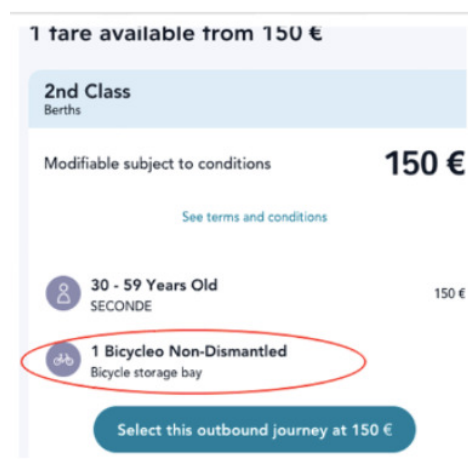 1 fare available from 150 €
2nd Class
Berths
Modifiable subject to conditions
150 €
See terms and conditions
30 - 59 Years Old
150 €
SECONDE
1 Bicycleo Non-Dismantled
Bicycle storage bay
Select this outbound journey at 150 €